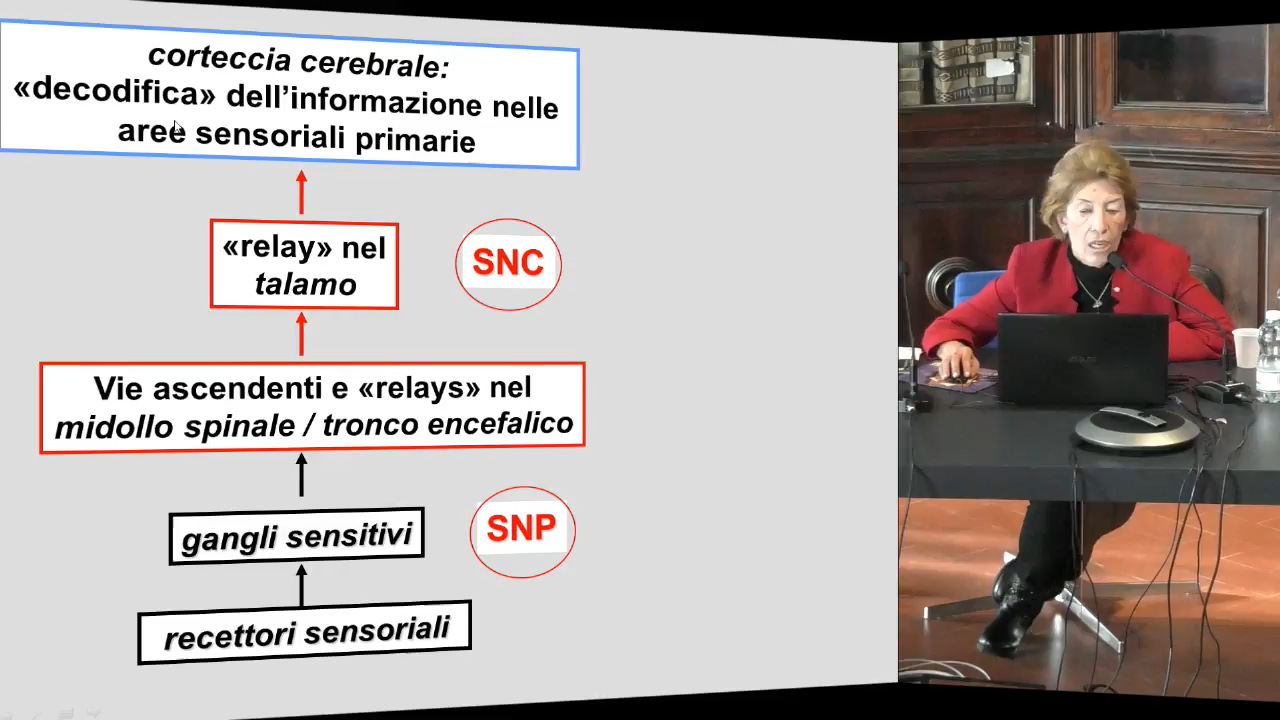 corteccia cerebrale:
«decodifica» dell’informazione nelle
aree sensoriali primarie
«relay» nel
talamo
SNC
Vie ascendenti e «relays» nel
midollo spinale / tronco encefalico
gangli sensitivi
SNP
recettori sensoriali